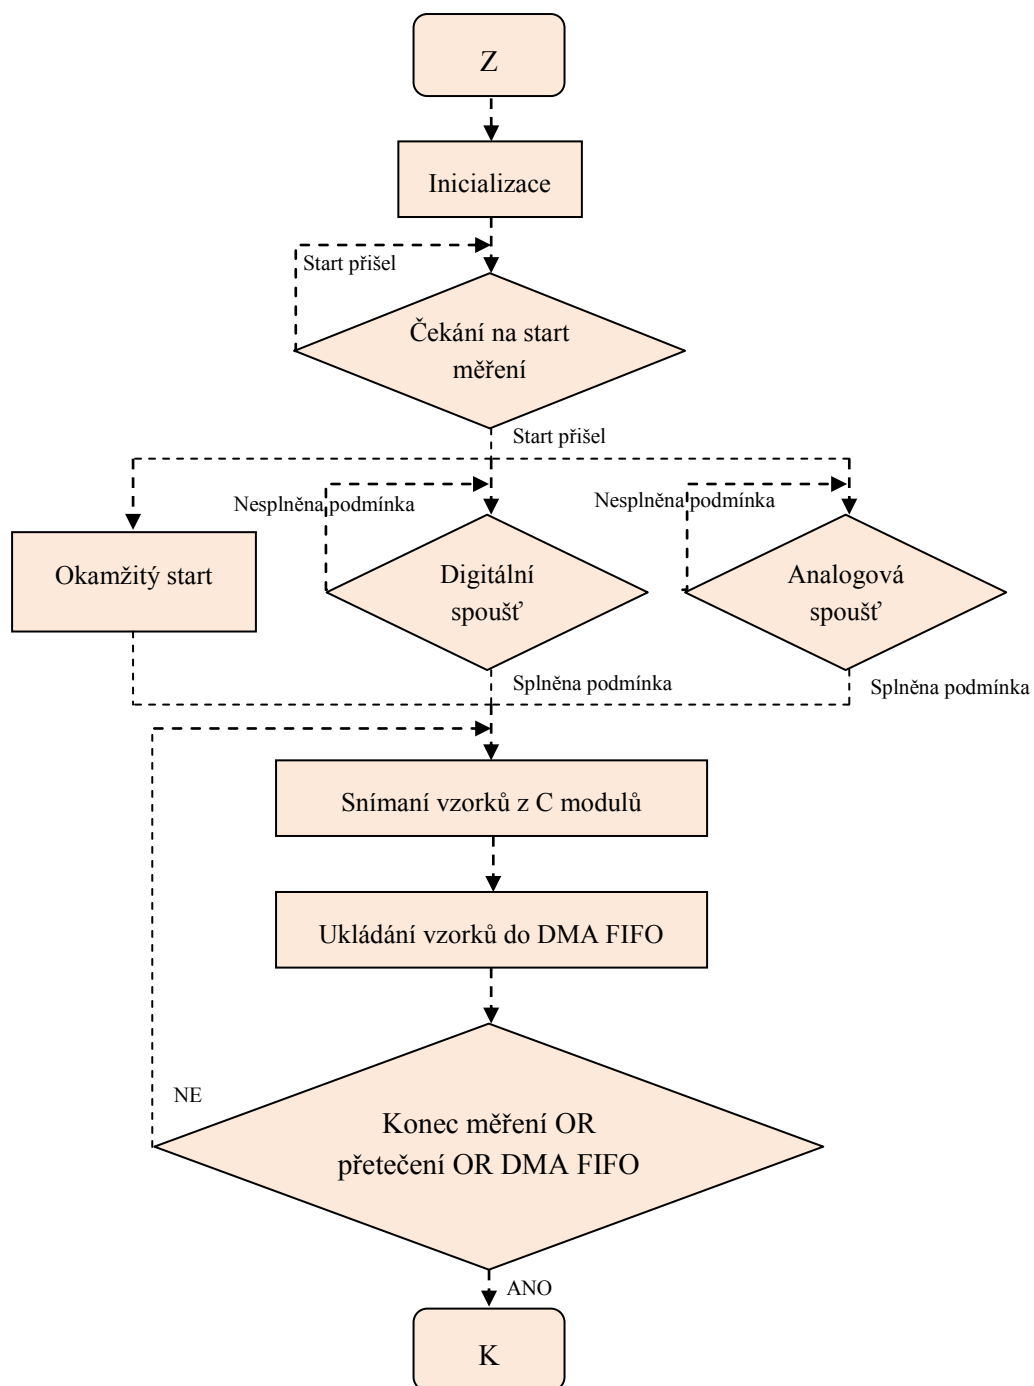 Z
Inicializace
Start přišel
Čekání na start
měření
Start přišel
Nesplněna podmínka
Nesplněna podmínka
Okamžitý start
Digitální
spoušť
Analogová
spoušť
Splněna podmínka
Splněna podmínka
Snímaní vzorků z C modulů
Ukládání vzorků do DMA FIFO
NE
Konec měření OR
přetečení OR DMA FIFO
ANO
K